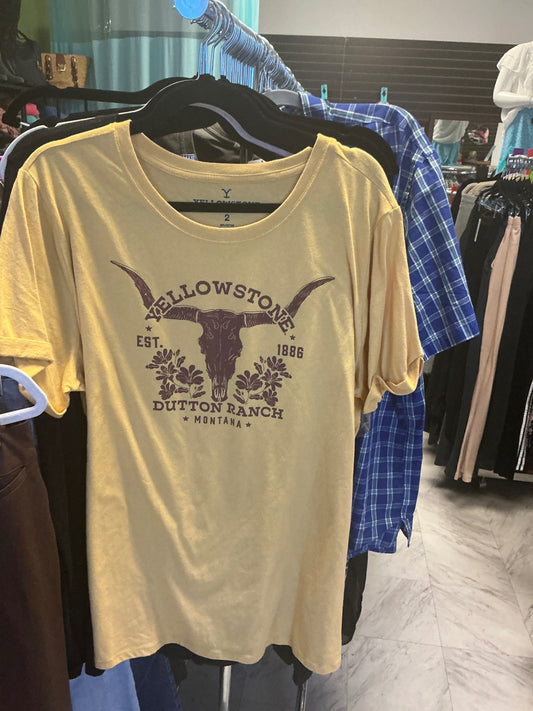 YELLOWSTONE
2
YELLOWSTONE
EST. 1886
DUTTON RANCH
MONTANA